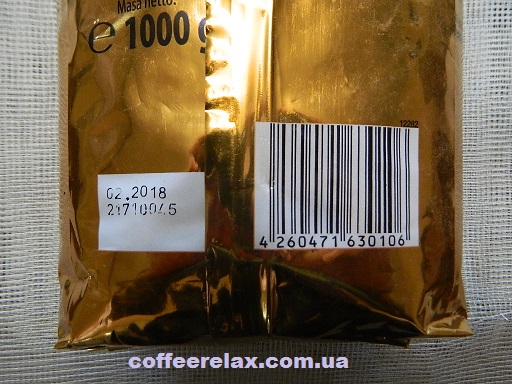 Masa netto:
℮ 1000 g
12282
02.2018
21710045
4 260471 630106
coffeerelax.com.ua